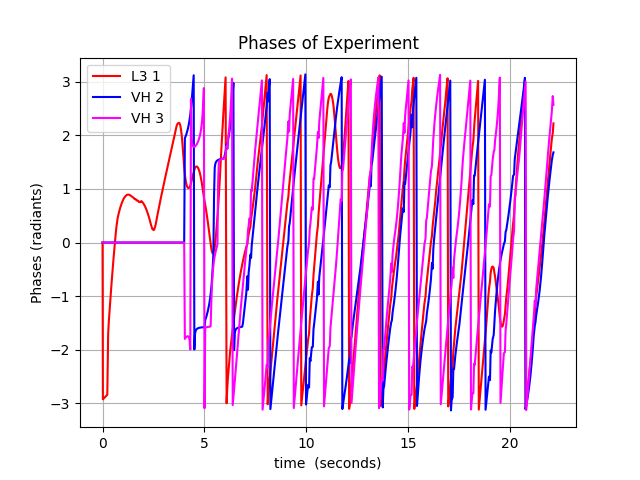 Phases of Experiment
L3 1
VH 2
VH 3
3
2
1
0
−1
−2
−3
Phases (radiants)
0
5
10
15
20
time  (seconds)